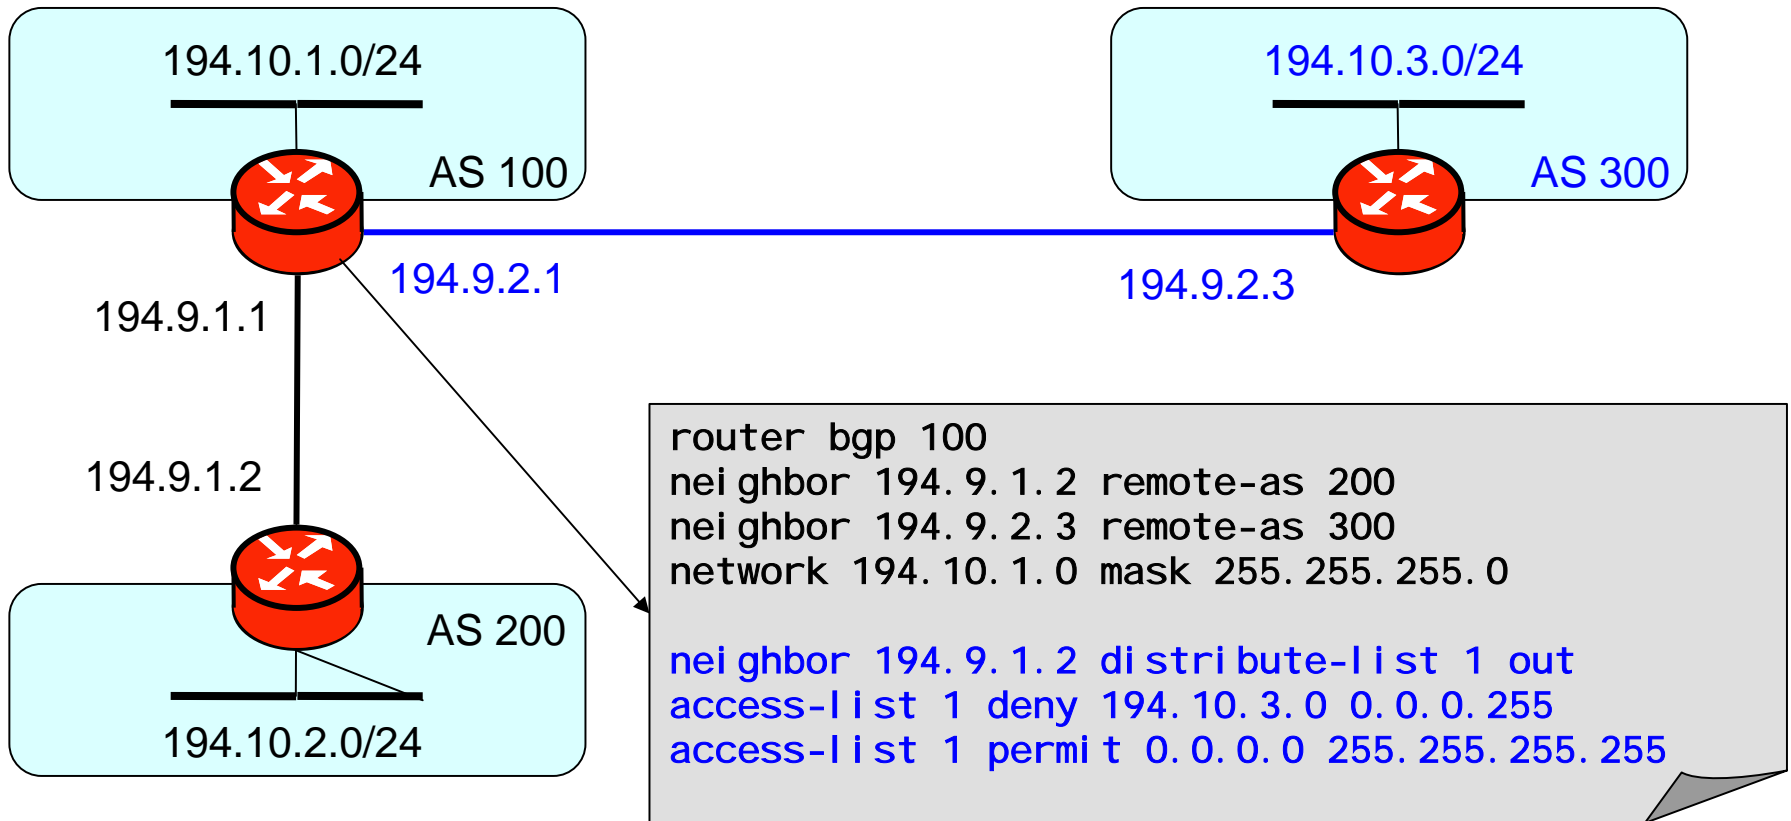 194.10.1.0/24
194.10.3.0/24
AS 100
AS 300
194.9.2.1
194.9.2.3
194.9.1.1
194.9.1.2
AS 200
194.10.2.0/24
router bgp 100
neighbor 194.9.1.2 remote-as 200
neighbor 194.9.2.3 remote-as 300
network 194.10.1.0 mask 255.255.255.0
neighbor 194.9.1.2 distribute-list 1 out
access-list 1 deny 194.10.3.0 0.0.0.255
access-list 1 permit 0.0.0.0 255.255.255.255